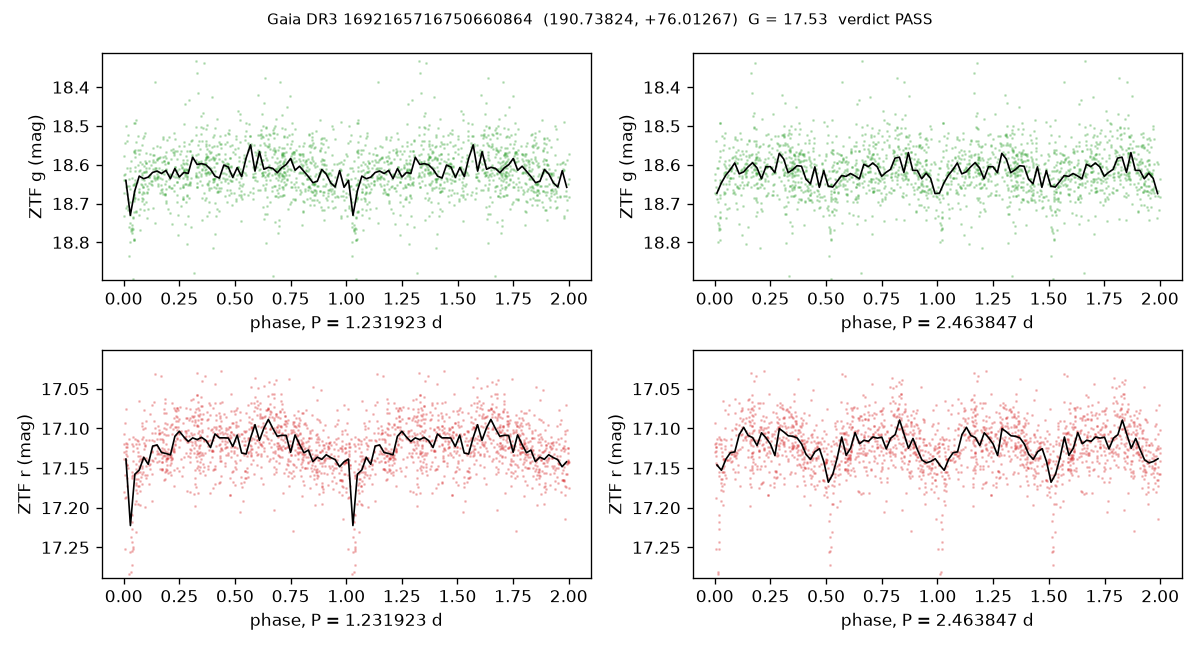 Gaia DR3 1692165716750660864  (190.73824, +76.01267)  G = 17.53  verdict PASS
ZTF g (mag)
18.4
18.5
18.6
18.7
18.8
0.00 0.25 0.50 0.75 1.00 1.25 1.50 1.75 2.00
phase, P = 1.231923 d
ZTF g (mag)
18.4
18.5
18.6
18.7
18.8
0.00 0.25 0.50 0.75 1.00 1.25 1.50 1.75 2.00
phase, P = 2.463847 d
ZTF r (mag)
17.05
17.10
17.15
17.20
17.25
0.00 0.25 0.50 0.75 1.00 1.25 1.50 1.75 2.00
phase, P = 1.231923 d
ZTF r (mag)
17.05
17.10
17.15
17.20
17.25
0.00 0.25 0.50 0.75 1.00 1.25 1.50 1.75 2.00
phase, P = 2.463847 d